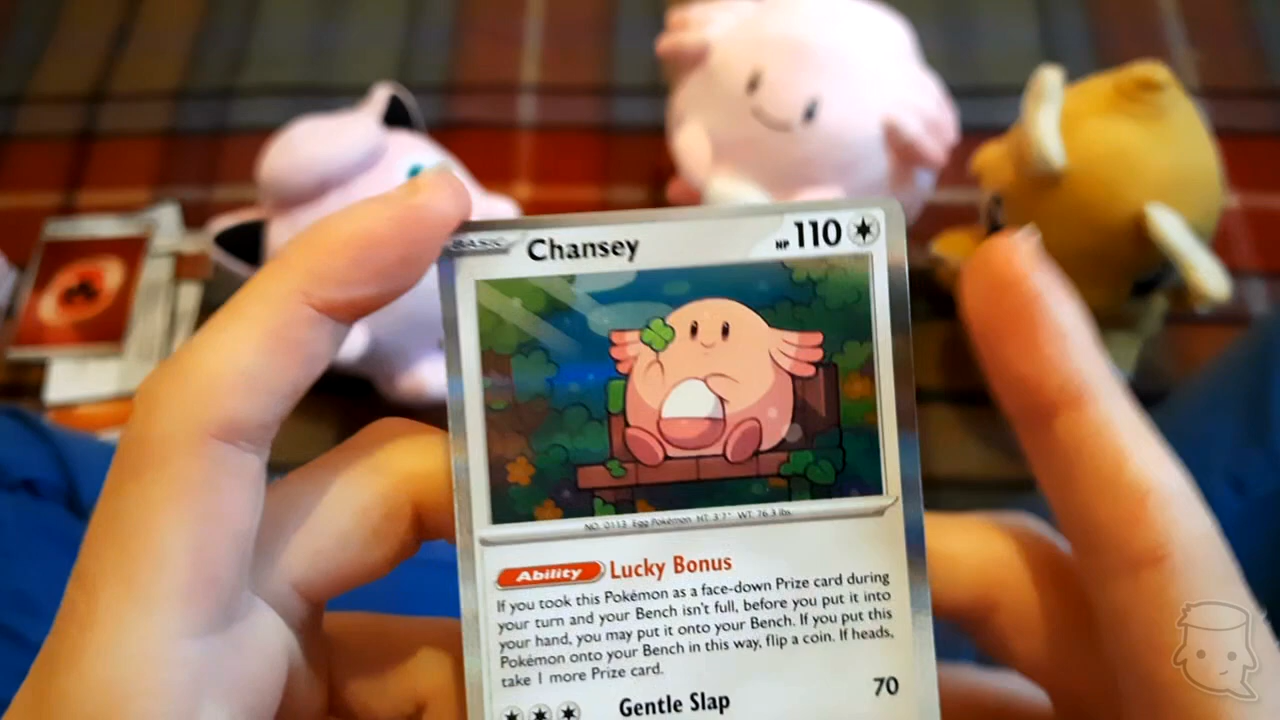 BASIC Chansey HP 110
NO. 0113 Egg Pokémon HT: 3'7" WT: 76.3 lbs.
Ability Lucky Bonus
If you took this Pokémon as a face-down Prize card during
your turn and your Bench isn't full, before you put it into
your hand, you may put it onto your Bench. If you put this
Pokémon onto your Bench in this way, flip a coin. If heads,
take 1 more Prize card.
Gentle Slap 70